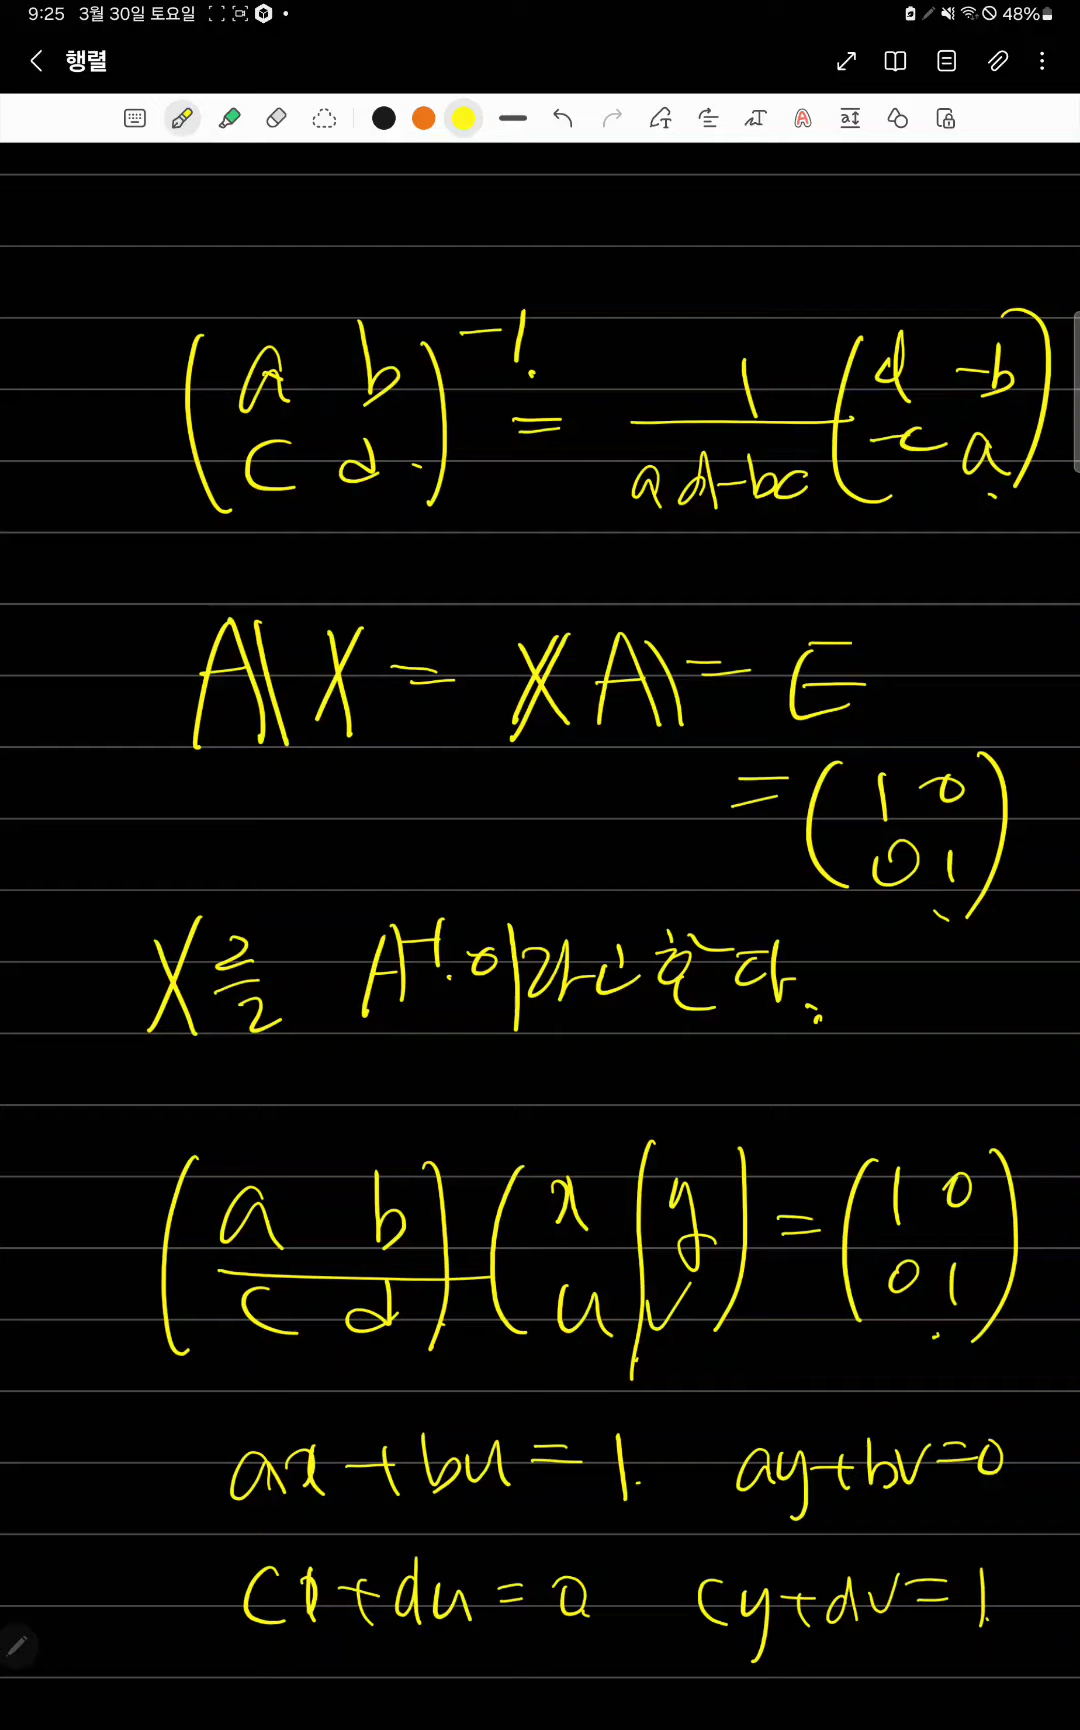 9:25 3월 30일 토요일 48%
행렬
(a b; c d)⁻¹ = 1/(ad-bc) (d -b; -c a)
AX = XA = E
= (1 0; 0 1)
X를 A⁻¹이라고 한다.
(a b; c d)(x y; u v) = (1 0; 0 1)
ax+bu=1. ay+bv=0
cx+du=0 cy+dv=1.